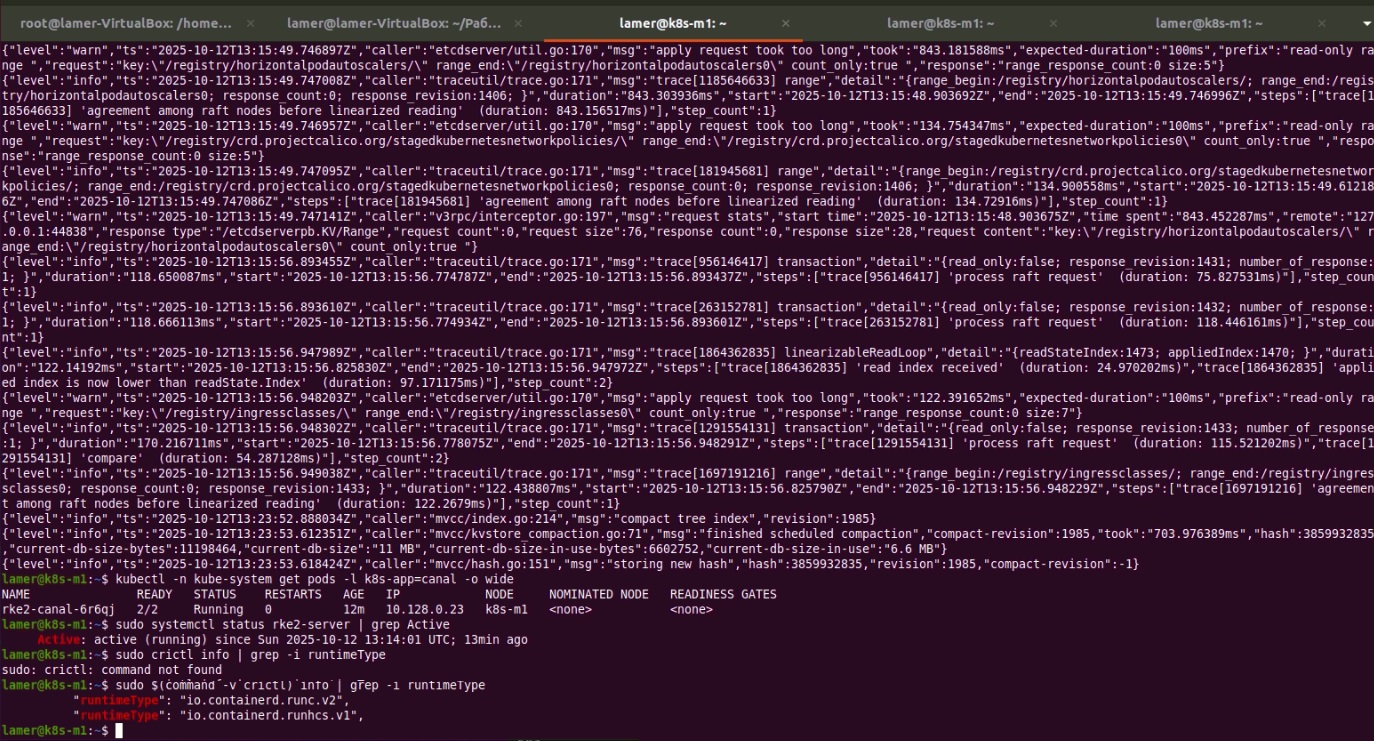 root@lamer-VirtualBox: /home...
lamer@lamer-VirtualBox: ~/Раб...
lamer@k8s-m1: ~
lamer@k8s-m1: ~
lamer@k8s-m1: ~
{"level":"warn","ts":"2025-10-12T13:15:49.746897Z","caller":"etcdserver/util.go:170","msg":"apply request took too long","took":"843.181588ms","expected-duration":"100ms","prefix":"read-only ra
nge ","request":"key:\"/registry/horizontalpodautoscalers/\" range_end:\"/registry/horizontalpodautoscalers0\" count_only:true ","response":"range_response_count:0 size:5"}
{"level":"info","ts":"2025-10-12T13:15:49.747008Z","caller":"traceutil/trace.go:171","msg":"trace[1185646633] range","detail":"{range_begin:/registry/horizontalpodautoscalers/; range_end:/regis
try/horizontalpodautoscalers0; response_count:0; response_revision:1406; }","duration":"843.303936ms","start":"2025-10-12T13:15:48.903692Z","end":"2025-10-12T13:15:49.746996Z","steps":["trace[1
185646633] 'agreement among raft nodes before linearized reading'  (duration: 843.156517ms)"],"step_count":1}
{"level":"warn","ts":"2025-10-12T13:15:49.746957Z","caller":"etcdserver/util.go:170","msg":"apply request took too long","took":"134.754347ms","expected-duration":"100ms","prefix":"read-only ra
nge ","request":"key:\"/registry/crd.projectcalico.org/stagedkubernetesnetworkpolicies/\" range_end:\"/registry/crd.projectcalico.org/stagedkubernetesnetworkpolicies0\" count_only:true ","respo
nse":"range_response_count:0 size:5"}
{"level":"info","ts":"2025-10-12T13:15:49.747095Z","caller":"traceutil/trace.go:171","msg":"trace[181945681] range","detail":"{range_begin:/registry/crd.projectcalico.org/stagedkubernetesnetwor
kpolicies/; range_end:/registry/crd.projectcalico.org/stagedkubernetesnetworkpolicies0; response_count:0; response_revision:1406; }","duration":"134.900558ms","start":"2025-10-12T13:15:49.61218
6Z","end":"2025-10-12T13:15:49.747086Z","steps":["trace[181945681] 'agreement among raft nodes before linearized reading'  (duration: 134.72916ms)"],"step_count":1}
{"level":"warn","ts":"2025-10-12T13:15:49.747141Z","caller":"v3rpc/interceptor.go:197","msg":"request stats","start time":"2025-10-12T13:15:48.903675Z","time spent":"843.452287ms","remote":"127
.0.0.1:44838","response type":"/etcdserverpb.KV/Range","request count":0,"request size":76,"response count":0,"response size":28,"request content":"key:\"/registry/horizontalpodautoscalers/\" r
ange_end:\"/registry/horizontalpodautoscalers0\" count_only:true "}
{"level":"info","ts":"2025-10-12T13:15:56.893455Z","caller":"traceutil/trace.go:171","msg":"trace[956146417] transaction","detail":"{read_only:false; response_revision:1431; number_of_response:
1; }","duration":"118.650087ms","start":"2025-10-12T13:15:56.774787Z","end":"2025-10-12T13:15:56.893437Z","steps":["trace[956146417] 'process raft request'  (duration: 75.827531ms)"],"step_coun
t":1}
{"level":"info","ts":"2025-10-12T13:15:56.893610Z","caller":"traceutil/trace.go:171","msg":"trace[263152781] transaction","detail":"{read_only:false; response_revision:1432; number_of_response:
1; }","duration":"118.666113ms","start":"2025-10-12T13:15:56.774934Z","end":"2025-10-12T13:15:56.893601Z","steps":["trace[263152781] 'process raft request'  (duration: 118.446161ms)"],"step_cou
nt":1}
{"level":"info","ts":"2025-10-12T13:15:56.947989Z","caller":"traceutil/trace.go:171","msg":"trace[1864362835] linearizableReadLoop","detail":"{readStateIndex:1473; appliedIndex:1470; }","durati
on":"122.14192ms","start":"2025-10-12T13:15:56.825830Z","end":"2025-10-12T13:15:56.947972Z","steps":["trace[1864362835] 'read index received'  (duration: 24.970202ms)","trace[1864362835] 'appli
ed index is now lower than readState.Index'  (duration: 97.171175ms)"],"step_count":2}
{"level":"warn","ts":"2025-10-12T13:15:56.948203Z","caller":"etcdserver/util.go:170","msg":"apply request took too long","took":"122.391652ms","expected-duration":"100ms","prefix":"read-only ra
nge ","request":"key:\"/registry/ingressclasses/\" range_end:\"/registry/ingressclasses0\" count_only:true ","response":"range_response_count:0 size:7"}
{"level":"info","ts":"2025-10-12T13:15:56.948302Z","caller":"traceutil/trace.go:171","msg":"trace[1291554131] transaction","detail":"{read_only:false; response_revision:1433; number_of_response
:1; }","duration":"170.216711ms","start":"2025-10-12T13:15:56.778075Z","end":"2025-10-12T13:15:56.948291Z","steps":["trace[1291554131] 'process raft request'  (duration: 115.521202ms)","trace[1
291554131] 'compare'  (duration: 54.287128ms)"],"step_count":2}
{"level":"info","ts":"2025-10-12T13:15:56.949038Z","caller":"traceutil/trace.go:171","msg":"trace[1697191216] range","detail":"{range_begin:/registry/ingressclasses/; range_end:/registry/ingres
sclasses0; response_count:0; response_revision:1433; }","duration":"122.438807ms","start":"2025-10-12T13:15:56.825790Z","end":"2025-10-12T13:15:56.948229Z","steps":["trace[1697191216] 'agreemen
t among raft nodes before linearized reading'  (duration: 122.2679ms)"],"step_count":1}
{"level":"info","ts":"2025-10-12T13:23:52.888034Z","caller":"mvcc/index.go:214","msg":"compact tree index","revision":1985}
{"level":"info","ts":"2025-10-12T13:23:53.612351Z","caller":"mvcc/kvstore_compaction.go:71","msg":"finished scheduled compaction","compact-revision":1985,"took":"703.976389ms","hash":3859932835
,"current-db-size-bytes":11198464,"current-db-size":"11 MB","current-db-size-in-use-bytes":6602752,"current-db-size-in-use":"6.6 MB"}
{"level":"info","ts":"2025-10-12T13:23:53.618424Z","caller":"mvcc/hash.go:151","msg":"storing new hash","hash":3859932835,"revision":1985,"compact-revision":-1}
lamer@k8s-m1:~$ kubectl -n kube-system get pods -l k8s-app=canal -o wide
NAME               READY   STATUS    RESTARTS   AGE   IP            NODE     NOMINATED NODE   READINESS GATES
rke2-canal-6r6qj   2/2     Running   0          12m   10.128.0.23   k8s-m1   <none>           <none>
lamer@k8s-m1:~$ sudo systemctl status rke2-server | grep Active
     Active: active (running) since Sun 2025-10-12 13:14:01 UTC; 13min ago
lamer@k8s-m1:~$ sudo crictl info | grep -i runtimeType
sudo: crictl: command not found
lamer@k8s-m1:~$ sudo $(command -v crictl) info | grep -i runtimeType
          "runtimeType": "io.containerd.runc.v2",
          "runtimeType": "io.containerd.runhcs.v1",
lamer@k8s-m1:~$